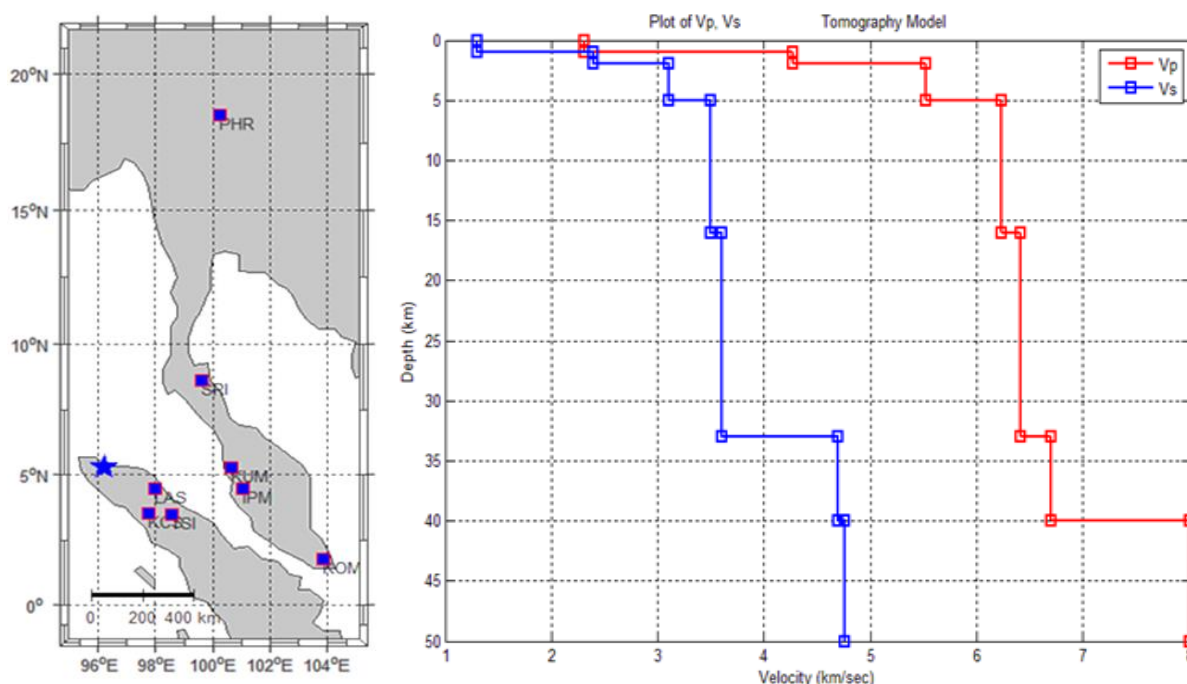 20°N
15°N
10°N
5°N
0°
96°E 98°E 100°E 102°E 104°E
PHR
SRI
KUM
IPM
LAS
KCSI
SI
KOM
0 200 400 km
Plot of Vp, Vs Tomography Model
Vp
Vs
Depth (km)
0
5
10
15
20
25
30
35
40
45
50
1 2 3 4 5 6 7 8
Velocity (km/sec)